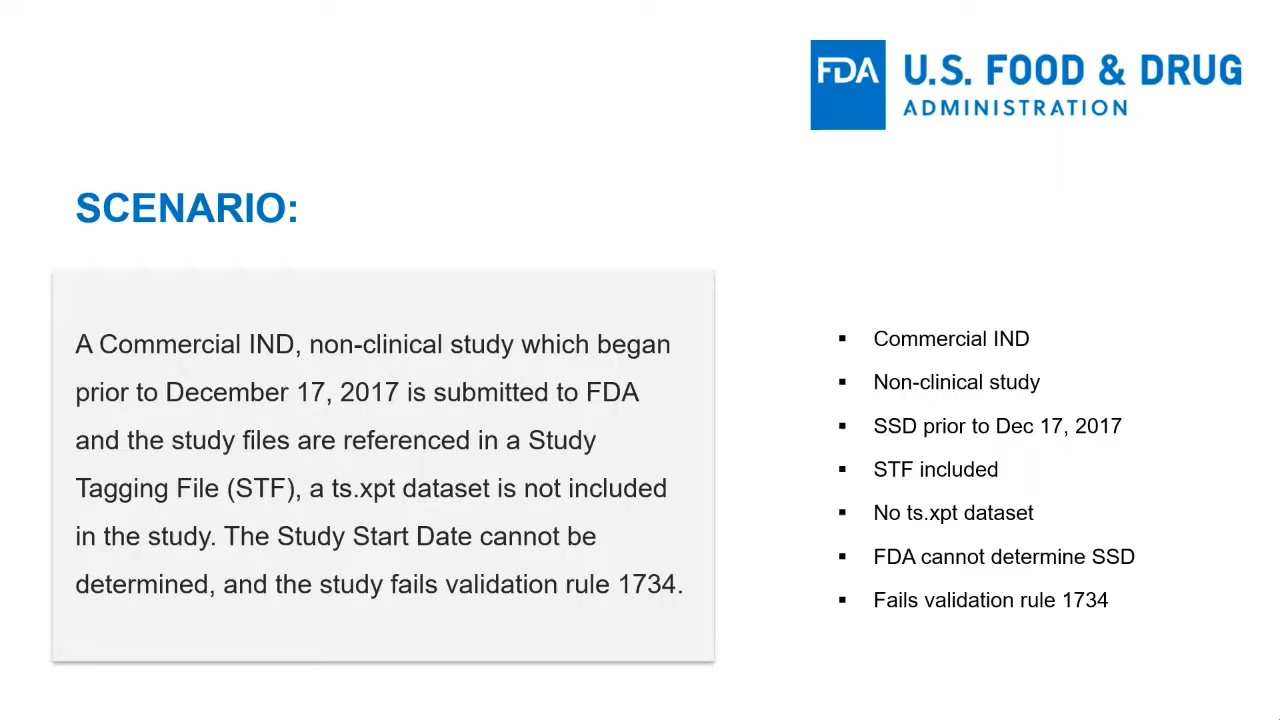 FDA U.S. FOOD & DRUG
ADMINISTRATION
SCENARIO:
A Commercial IND, non-clinical study which began
prior to December 17, 2017 is submitted to FDA
and the study files are referenced in a Study
Tagging File (STF), a ts.xpt dataset is not included
in the study. The Study Start Date cannot be
determined, and the study fails validation rule 1734.
▪ Commercial IND
▪ Non-clinical study
▪ SSD prior to Dec 17, 2017
▪ STF included
▪ No ts.xpt dataset
▪ FDA cannot determine SSD
▪ Fails validation rule 1734